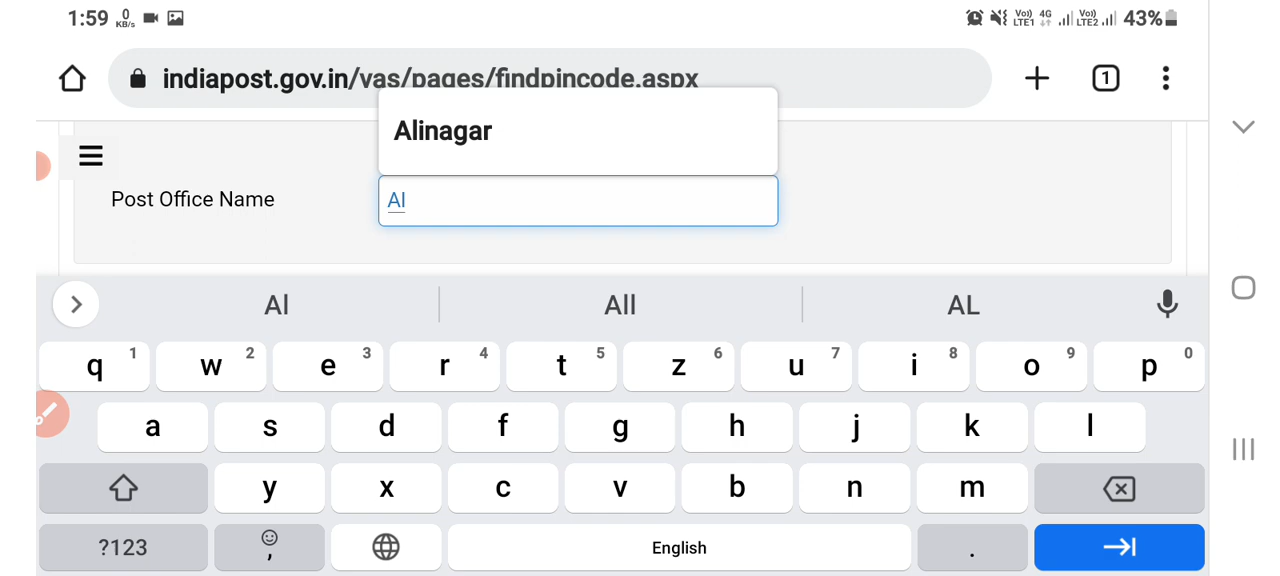 1:59 0 KB/s Vo)) LTE1 4G Vo)) LTE2 43%
indiapost.gov.in/vas/pages/findpincode.aspx 1
Alinagar
Post Office Name Al
Al All AL
q 1 w 2 e 3 r 4 t 5 z 6 u 7 i 8 o 9 p 0
a s d f g h j k l
y x c v b n m
?123 , English .